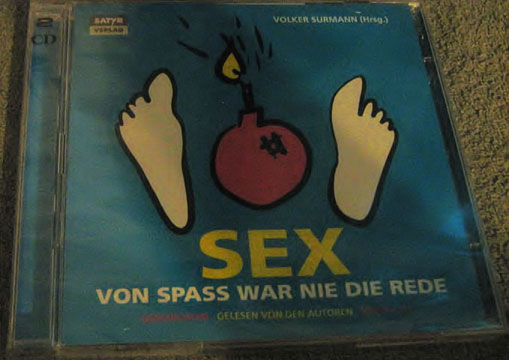 SATYR
VERLAG
VOLKER SURMANN (Hrsg.)
2
CD
SEX
VON SPASS WAR NIE DIE REDE
GELESEN VON DEN AUTOREN